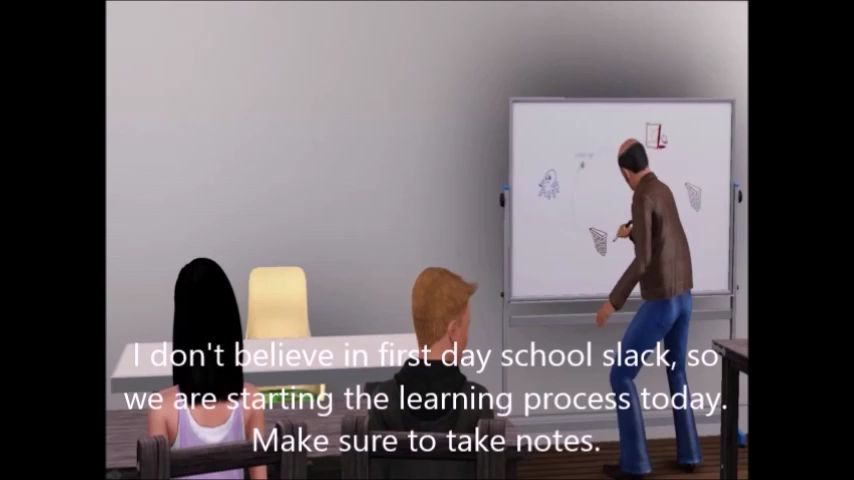 I don't believe in first day school slack, so
we are starting the learning process today.
Make sure to take notes.